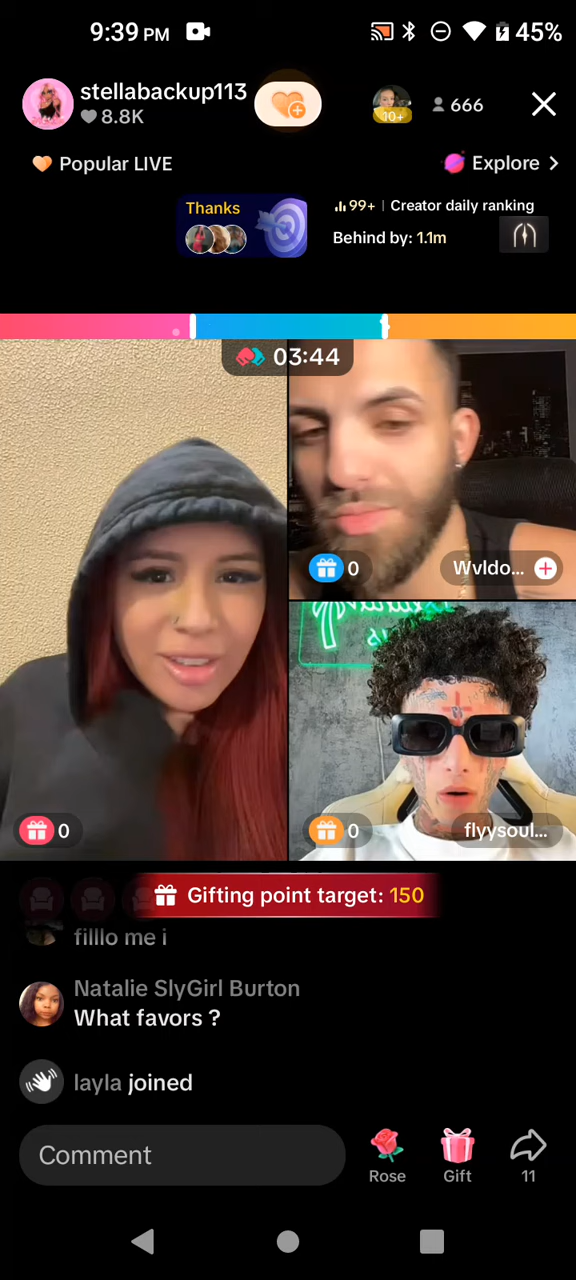 9:39 PM
45%
stellabackup113
8.8K
10+
666
Popular LIVE
Explore >
Thanks
99+ | Creator daily ranking
Behind by: 1.1m
03:44
0
Wvldo...
0
0
flyysoul...
Gifting point target: 150
filllo me i
Natalie SlyGirl Burton
What favors ?
layla joined
Comment
Rose
Gift
11